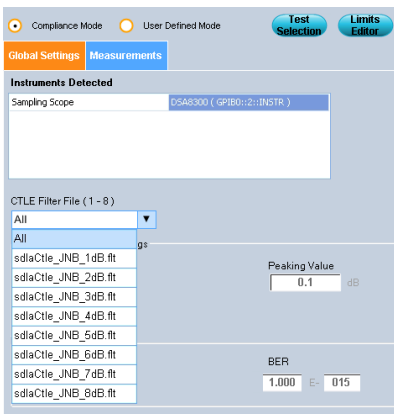 Compliance Mode User Defined Mode Test Selection Limits Editor
Global Settings Measurements
Instruments Detected
Sampling Scope DSA8300 ( GPIB0::2::INSTR )
CTLE Filter File ( 1 - 8 )
All
All
gs
sdlaCtle_JNB_1dB.flt
sdlaCtle_JNB_2dB.flt
Peaking Value
0.1 dB
sdlaCtle_JNB_3dB.flt
sdlaCtle_JNB_4dB.flt
sdlaCtle_JNB_5dB.flt
sdlaCtle_JNB_6dB.flt
sdlaCtle_JNB_7dB.flt
sdlaCtle_JNB_8dB.flt
BER
1.000 E- 015